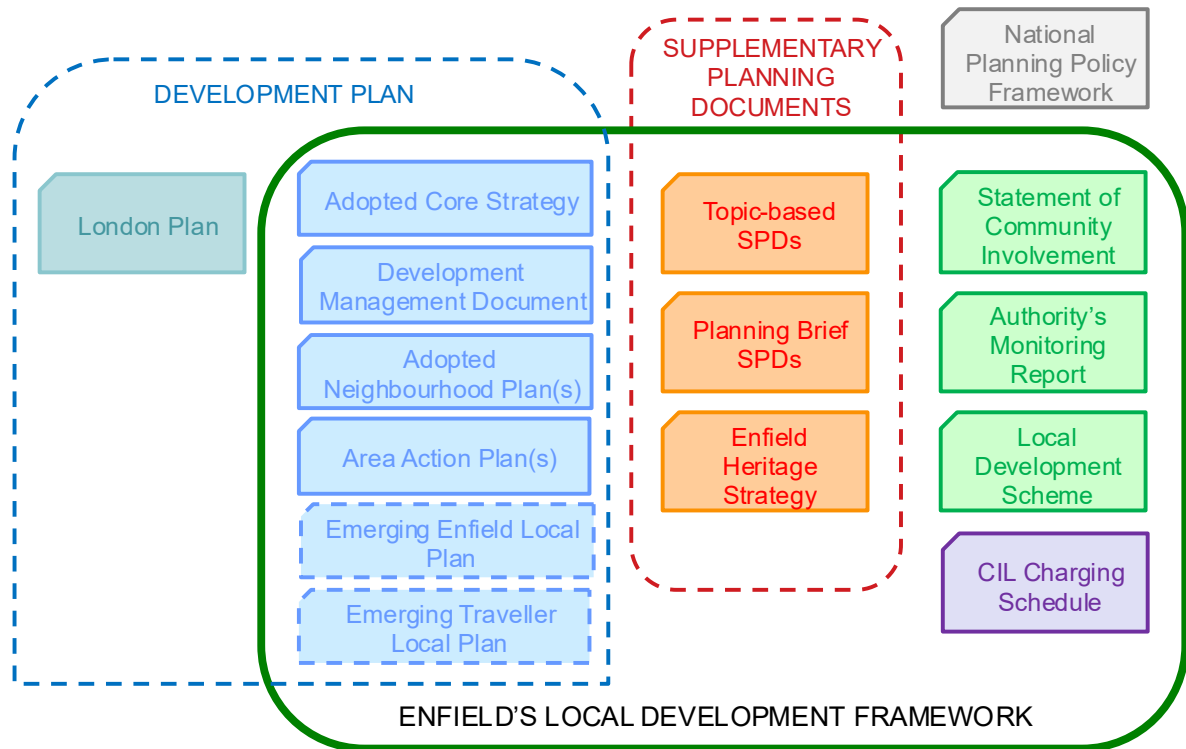 DEVELOPMENT PLAN
London Plan
Adopted Core Strategy
Development
Management Document
Adopted
Neighbourhood Plan(s)
Area Action Plan(s)
Emerging Enfield Local
Plan
Emerging Traveller
Local Plan
SUPPLEMENTARY
PLANNING
DOCUMENTS
Topic-based
SPDs
Planning Brief
SPDs
Enfield
Heritage
Strategy
National
Planning Policy
Framework
Statement of
Community
Involvement
Authority’s
Monitoring
Report
Local
Development
Scheme
CIL Charging
Schedule
ENFIELD’S LOCAL DEVELOPMENT FRAMEWORK